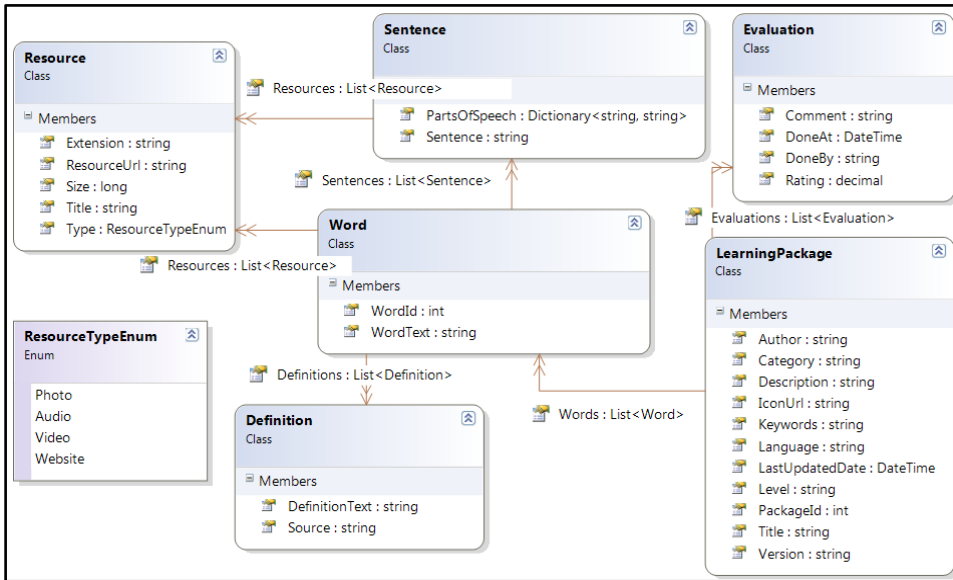 Resource
Class
Members
Extension : string
ResourceUrl : string
Size : long
Title : string
Type : ResourceTypeEnum
Resources : List<Resource>
Sentence
Class
PartsOfSpeech : Dictionary<string, string>
Sentence : string
Evaluation
Class
Members
Comment : string
DoneAt : DateTime
DoneBy : string
Rating : decimal
Sentences : List<Sentence>
Evaluations : List<Evaluation>
Word
Class
Resources : List<Resource>
Members
WordId : int
WordText : string
LearningPackage
Class
Members
Author : string
Category : string
Description : string
IconUrl : string
Keywords : string
Language : string
LastUpdatedDate : DateTime
Level : string
PackageId : int
Title : string
Version : string
ResourceTypeEnum
Enum
Photo
Audio
Video
Website
Definitions : List<Definition>
Words : List<Word>
Definition
Class
Members
DefinitionText : string
Source : string